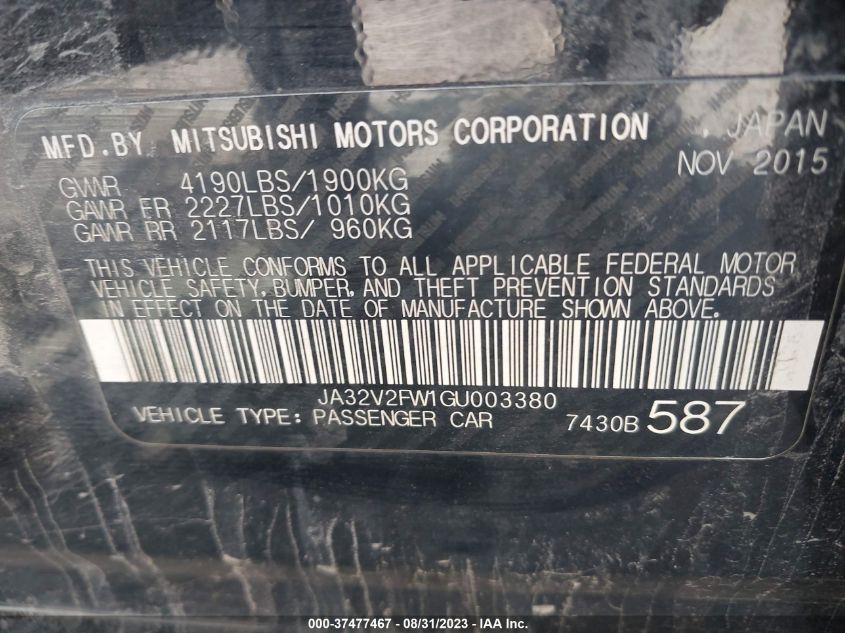 MFD.BY MITSUBISHI MOTORS CORPORATION , JAPAN
NOV 2015
GVWR 4190LBS/1900KG
GAWR FR 2227LBS/1010KG
GAWR RR 2117LBS/ 960KG
THIS VEHICLE CONFORMS TO ALL APPLICABLE FEDERAL MOTOR
VEHICLE SAFETY, BUMPER, AND THEFT PREVENTION STANDARDS
IN EFFECT ON THE DATE OF MANUFACTURE SHOWN ABOVE.
JA32V2FW1GU003380
VEHICLE TYPE: PASSENGER CAR 7430B 587
000-37477467 - 08/31/2023 - IAA Inc.